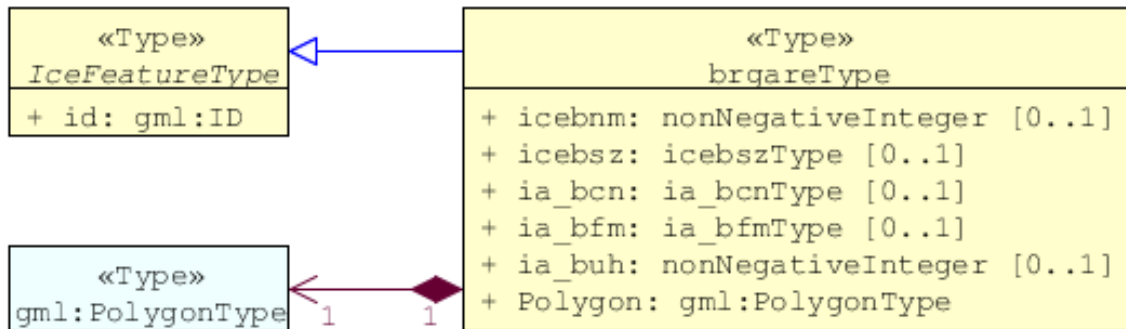 «Type»
IceFeatureType
+ id: gml:ID
«Type»
brgareType
+ icebnm: nonNegativeInteger [0..1]
+ icebsz: icebszType [0..1]
+ ia_bcn: ia_bcnType [0..1]
+ ia_bfm: ia_bfmType [0..1]
+ ia_buh: nonNegativeInteger [0..1]
+ Polygon: gml:PolygonType
«Type»
gml:PolygonType
1
1